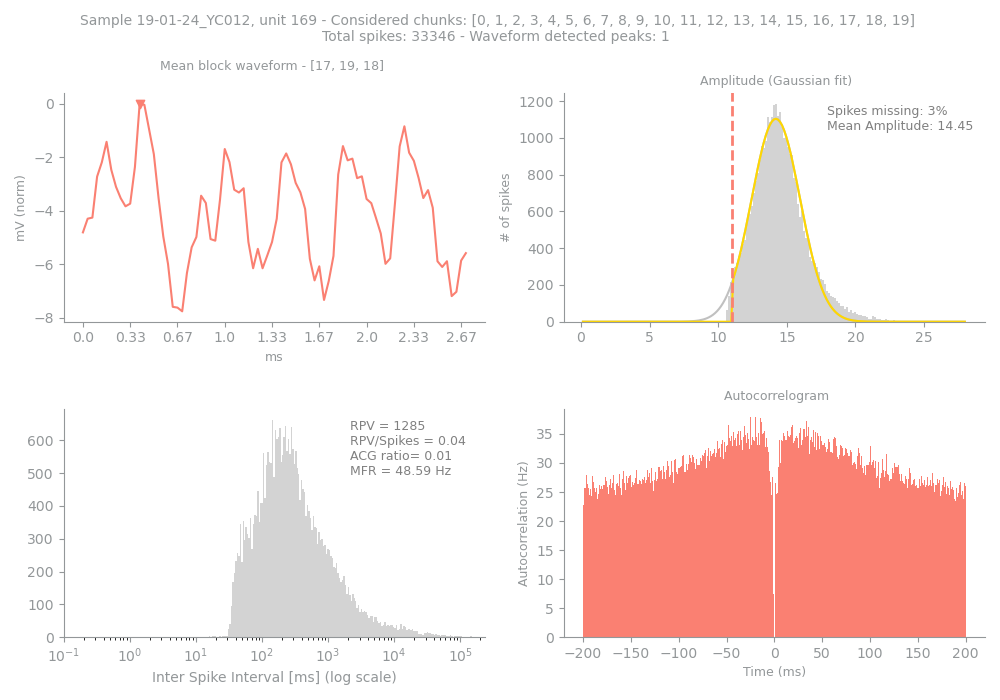 Sample 19-01-24_YC012, unit 169 - Considered chunks: [0, 1, 2, 3, 4, 5, 6, 7, 8, 9, 10, 11, 12, 13, 14, 15, 16, 17, 18, 19]
Total spikes: 33346 - Waveform detected peaks: 1
Mean block waveform - [17, 19, 18]
0
−2
−4
−6
−8
mV (norm)
0.0 0.33 0.67 1.0 1.33 1.67 2.0 2.33 2.67
ms
Amplitude (Gaussian fit)
Spikes missing: 3%
Mean Amplitude: 14.45
1200
1000
800
600
400
200
0
# of spikes
0 5 10 15 20 25
RPV = 1285
RPV/Spikes = 0.04
ACG ratio= 0.01
MFR = 48.59 Hz
600
500
400
300
200
100
0
10⁻¹ 10⁰ 10¹ 10² 10³ 10⁴ 10⁵
Inter Spike Interval [ms] (log scale)
Autocorrelogram
35
30
25
20
15
10
5
0
Autocorrelation (Hz)
−200 −150 −100 −50 0 50 100 150 200
Time (ms)